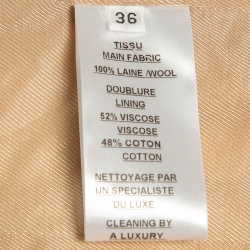 36
TISSU
MAIN FABRIC
100% LAINE/WOOL
DOUBLURE
LINING
52% VISCOSE
VISCOSE
48% COTON
COTTON
NETTOYAGE PAR
UN SPECIALISTE
DU LUXE
CLEANING BY
A LUXURY